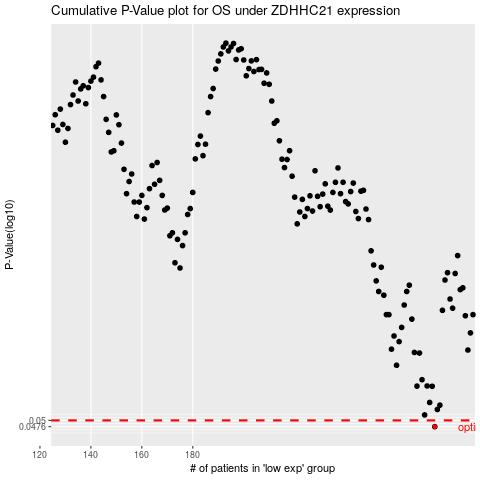 Cumulative P-Value plot for OS under ZDHHC21 expression
P-Value(log10)
0.05
0.0476
opti
120 140 160 180
# of patients in 'low exp' group